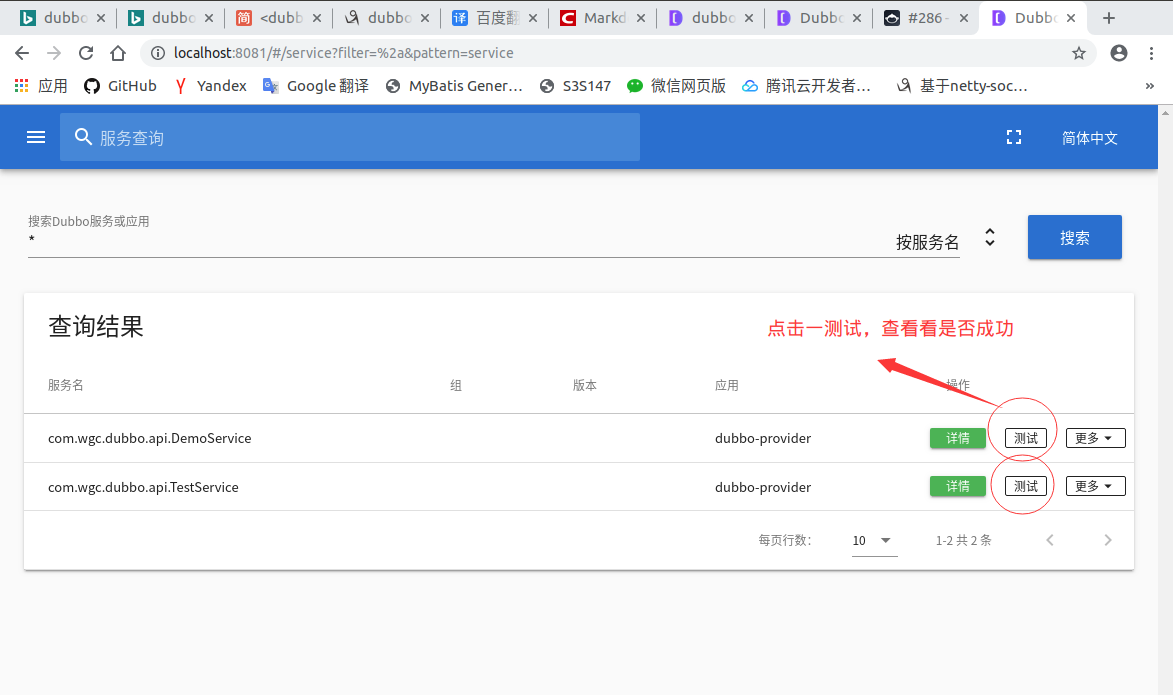 dubbo dubbo <dubb dubbo 百度翻 Markd dubbo Dubbo #286 - Dubbo
localhost:8081/#/service?filter=%2a&pattern=service
应用 GitHub Yandex Google 翻译 MyBatis Gener... S3S147 微信网页版 腾讯云开发者... 基于netty-soc... »
服务查询 简体中文
搜索Dubbo服务或应用
* 按服务名 搜索
查询结果
点击一测试，查看看是否成功
服务名 组 版本 应用 操作
com.wgc.dubbo.api.DemoService dubbo-provider 详情 测试 更多
com.wgc.dubbo.api.TestService dubbo-provider 详情 测试 更多
每页行数： 10 1-2 共 2 条